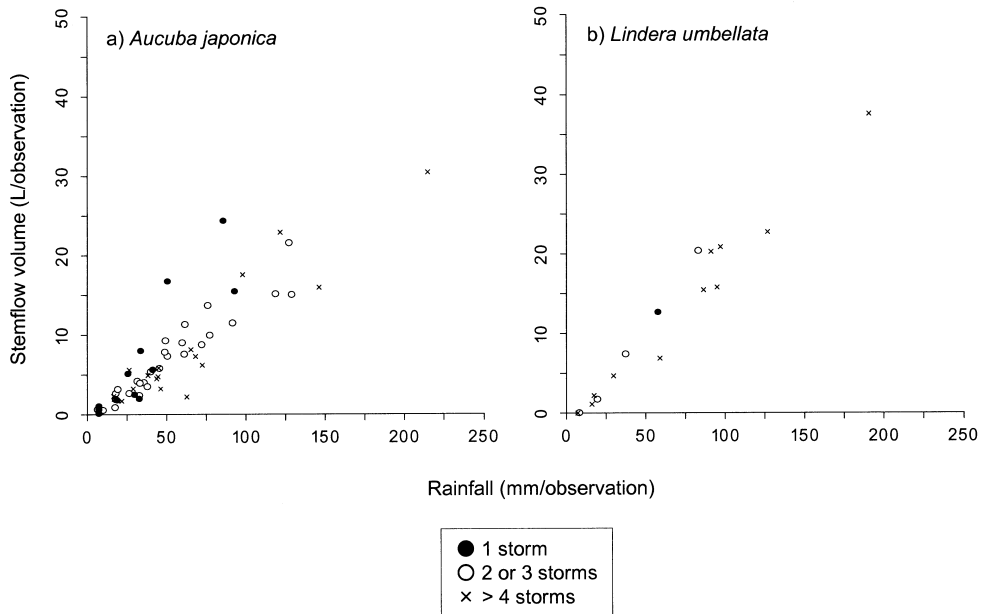 a) Aucuba japonica
b) Lindera umbellata
Stemflow volume (L/observation)
50
40
30
20
10
0
0 50 100 150 200 250
50
40
30
20
10
0
0 50 100 150 200 250
Rainfall (mm/observation)
1 storm
2 or 3 storms
> 4 storms